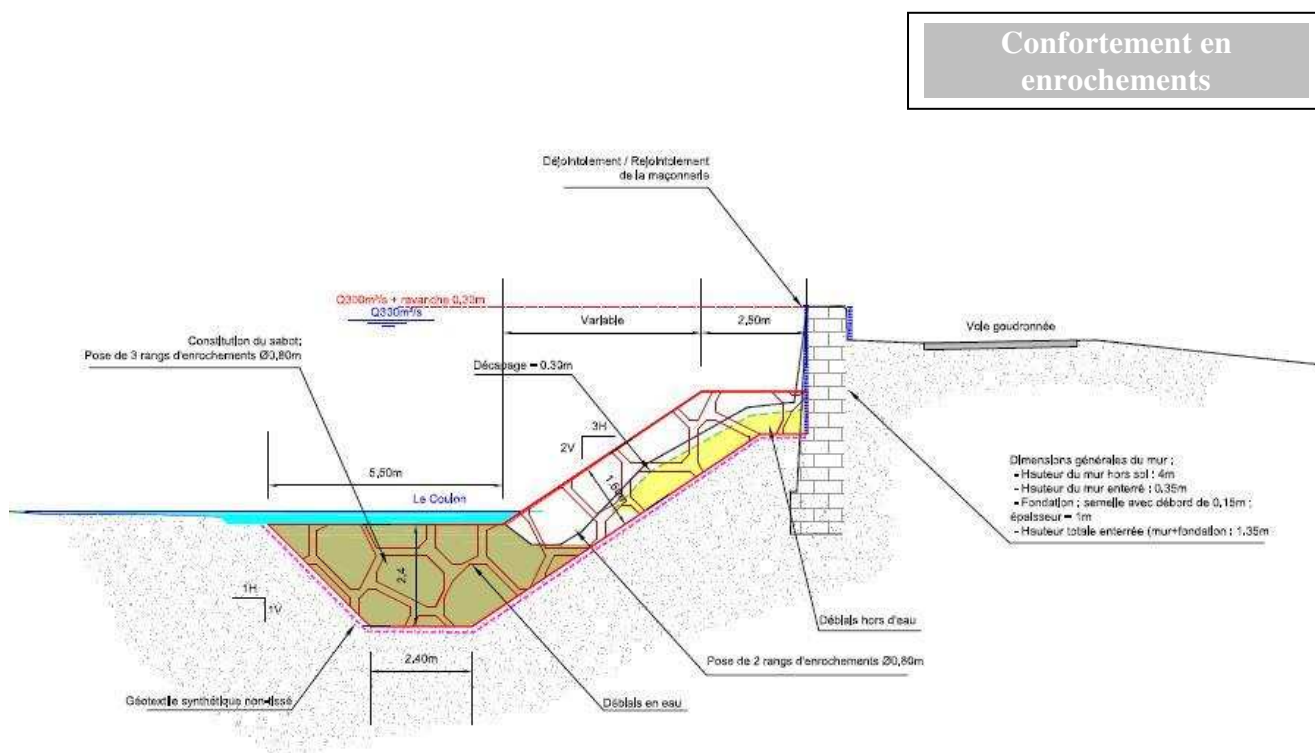 Confortement en
enrochements
Déjointoiement / Rejointoiement
de la maçonnerie
Q300m³/s + revanche 0,30m
Q330m³/s
Variable
2,50m
Voie goudronnée
Constitution du sabot:
Pose de 3 rangs d'enrochements Ø0,80m
Décapage = 0.30m
3H
2V
5,50m
Le Coulon
Dimensions générales du mur :
- Hauteur du mur hors sol : 4m
- Hauteur du mur enterré : 0,35m
- Fondation : semelle avec débord de 0,15m ;
épaisseur = 1m
- Hauteur totale enterrée (mur+fondation : 1,35m
2,4
1H
1V
Déblais hors d'eau
Pose de 2 rangs d'enrochements Ø0,80m
2,40m
Géotextile synthétique non-tissé
Déblais en eau